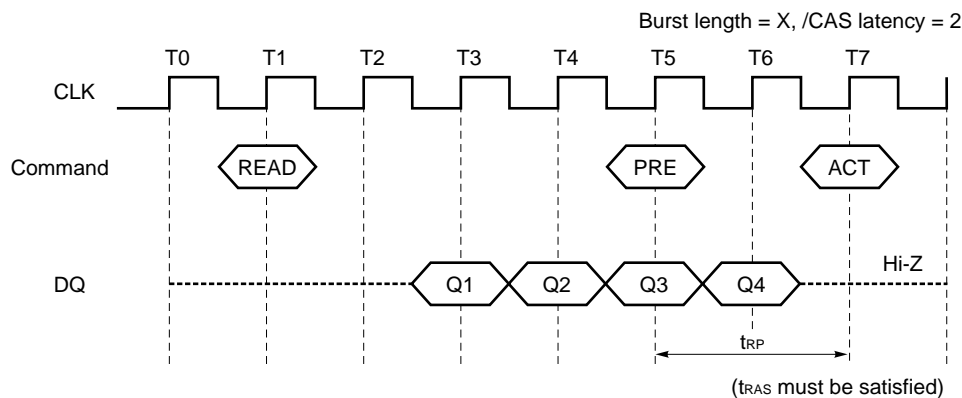 Burst length = X, /CAS latency = 2
T0 T1 T2 T3 T4 T5 T6 T7
CLK
Command READ PRE ACT
Hi-Z
DQ Q1 Q2 Q3 Q4
tRP
(tRAS must be satisfied)